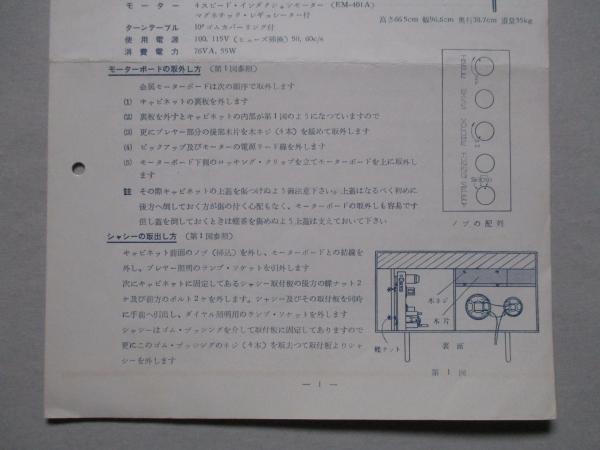 モーター 4スピード・インダクションモーター (EM-401A)
マグネチック・レギュレーター付
ターンテーブル 10"ゴムカバーリング付
使用電源 100, 115V (ヒューズ挿換) 50, 60c/s
消費電力 76VA, 55W
高さ66.5cm 幅96.6cm 奥行38.7cm 重量35kg
モーターボードの取外し方 (第1図参照)
金属モーターボードは次の順序で取外します
(1) キャビネットの裏板を外します
(2) 裏板を外すとキャビネットの内部が第1図のようになつていますので
(3) 更にプレヤー部分の後部木片を木ネジ(4本)を緩めて取外します
(4) ピックアップ及びモーターの電源リード線を外します
(5) モーターボード下側のロッキング・クリップを立てモーターボードを上に取外し
ます
註 その際キャビネットの上蓋を傷つけぬよう御注意下さい。上蓋はなるべく初めに
後方へ倒しておく方が傷の付く心配もなく、モーターボードの取外しも容易です
但し蓋を倒しておくときは蝶番を傷めぬよう上蓋は支えておいて下さい
ノブの配列
シャシーの取出し方 (第1図参照)
キャビネット前面のノブ(挿込)を外し、モーターボードとの結線を
外し、プレヤー照明のランプ・ソケットを引外します
次にキャビネットに固定してあるシャシー取付板の後方の蝶ナット2
ケ及び前方のボルト2ケを外します。シャシー及びその取付板を同時
に手前へ引出し、ダイヤル照明用のランプ・ソケットを外します
シャシーはゴム・ブッシングを介して取付板に固定してありますので
更にこのゴム・ブッシングのネジ(4本)を取去つて取付板よりシャ
シーを外します
木ネジ
木片
蝶ナット
裏面
第1図
— 1 —